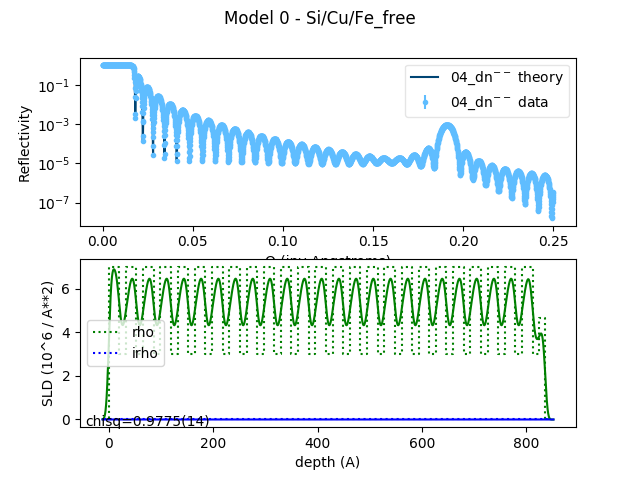 Model 0 - Si/Cu/Fe_free
Reflectivity
10⁻¹
10⁻³
10⁻⁵
10⁻⁷
04_dn⁻⁻ theory
04_dn⁻⁻ data
0.00 0.05 0.10 0.15 0.20 0.25
Q (inv Angstroms)
SLD (10^6 / A**2)
6
4
2
0
rho
irho
chisq=0.9775(14)
0 200 400 600 800
depth (A)